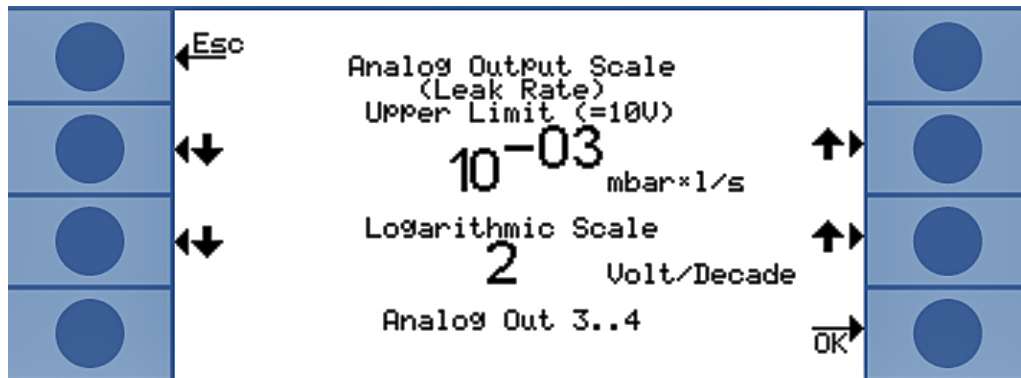 Esc
Analog Output Scale
(Leak Rate)
Upper Limit (=10V)
10⁻⁰³ mbar×l/s
Logarithmic Scale
2 Volt/Decade
Analog Out 3..4
OK